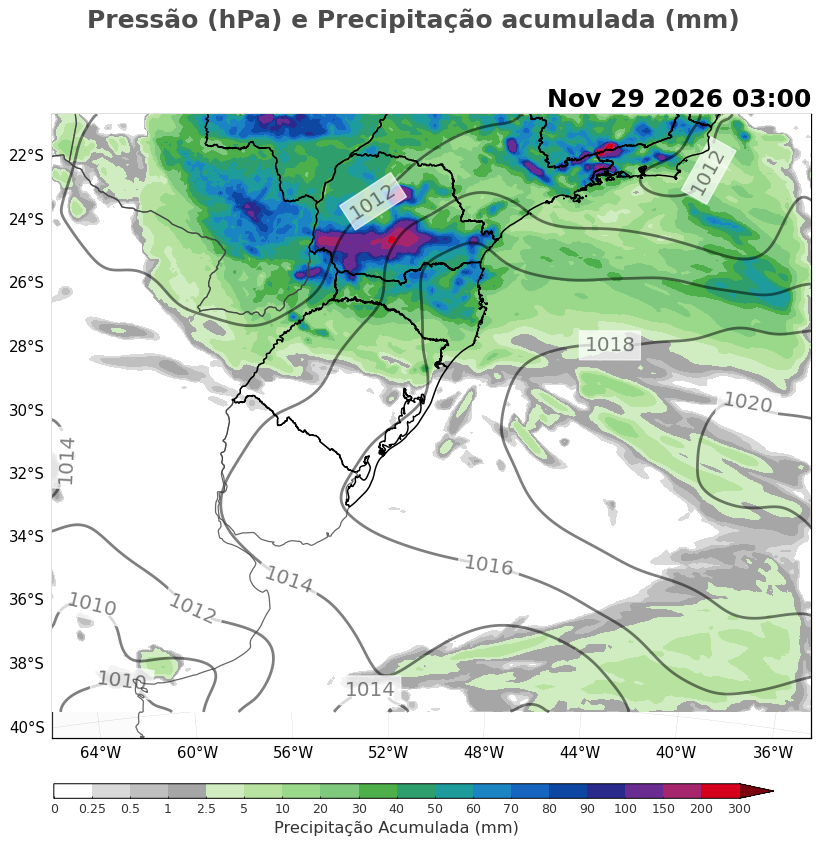 Pressão (hPa) e Precipitação acumulada (mm)
Nov 29 2026 03:00
22°S
24°S
26°S
28°S
30°S
32°S
34°S
36°S
38°S
40°S
1012
1012
1018
1020
1014
1016
1014
1010
1012
1010
1014
64°W 60°W 56°W 52°W 48°W 44°W 40°W 36°W
0 0.25 0.5 1 2.5 5 10 20 30 40 50 60 70 80 90 100 150 200 300
Precipitação Acumulada (mm)